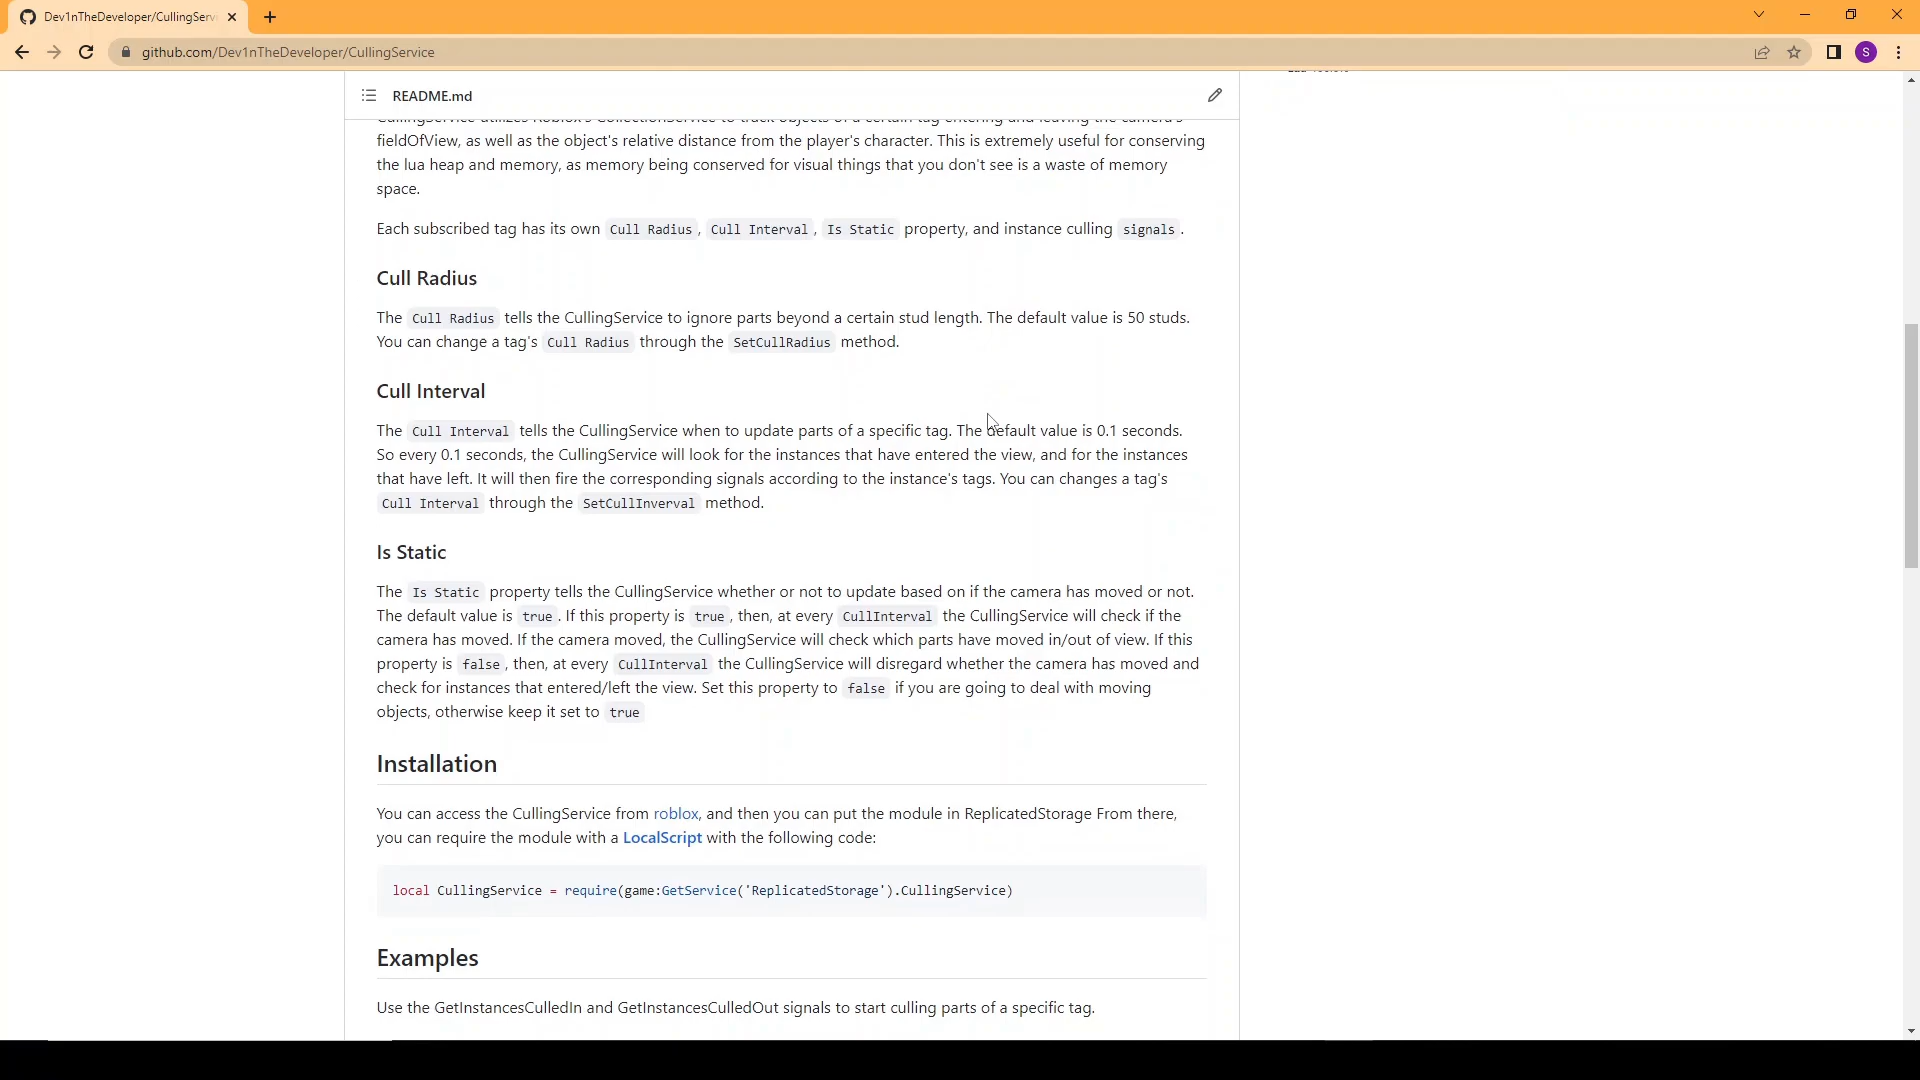 Dev1nTheDeveloper/CullingServ
github.com/Dev1nTheDeveloper/CullingService
S
README.md
CullingService utilizes Roblox's CollectionService to track objects of a certain tag entering and leaving the camera's
fieldOfView, as well as the object's relative distance from the player's character. This is extremely useful for conserving
the lua heap and memory, as memory being conserved for visual things that you don't see is a waste of memory
space.
Each subscribed tag has its own Cull Radius, Cull Interval, Is Static property, and instance culling signals.
Cull Radius
The Cull Radius tells the CullingService to ignore parts beyond a certain stud length. The default value is 50 studs.
You can change a tag's Cull Radius through the SetCullRadius method.
Cull Interval
The Cull Interval tells the CullingService when to update parts of a specific tag. The default value is 0.1 seconds.
So every 0.1 seconds, the CullingService will look for the instances that have entered the view, and for the instances
that have left. It will then fire the corresponding signals according to the instance's tags. You can changes a tag's
Cull Interval through the SetCullInverval method.
Is Static
The Is Static property tells the CullingService whether or not to update based on if the camera has moved or not.
The default value is true. If this property is true, then, at every CullInterval the CullingService will check if the
camera has moved. If the camera moved, the CullingService will check which parts have moved in/out of view. If this
property is false, then, at every CullInterval the CullingService will disregard whether the camera has moved and
check for instances that entered/left the view. Set this property to false if you are going to deal with moving
objects, otherwise keep it set to true
Installation
You can access the CullingService from roblox, and then you can put the module in ReplicatedStorage From there,
you can require the module with a LocalScript with the following code:
local CullingService = require(game:GetService('ReplicatedStorage').CullingService)
Examples
Use the GetInstancesCulledIn and GetInstancesCulledOut signals to start culling parts of a specific tag.